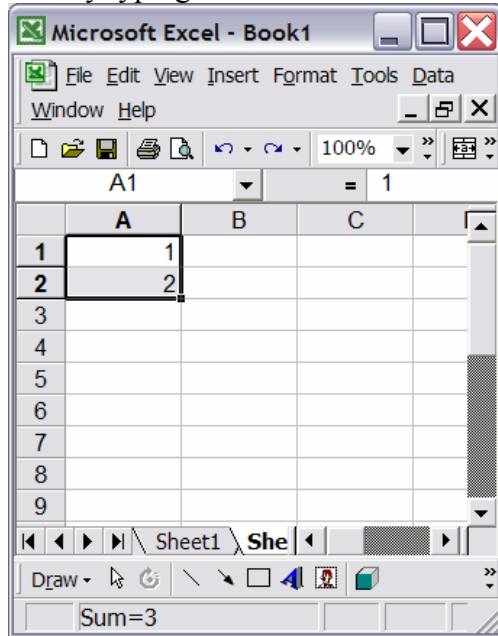 Microsoft Excel - Book1
File Edit View Insert Format Tools Data
Window Help
100%
A1 = 1
A B C
1 1
2 2
3
4
5
6
7
8
9
Sheet1 She
Draw
Sum=3